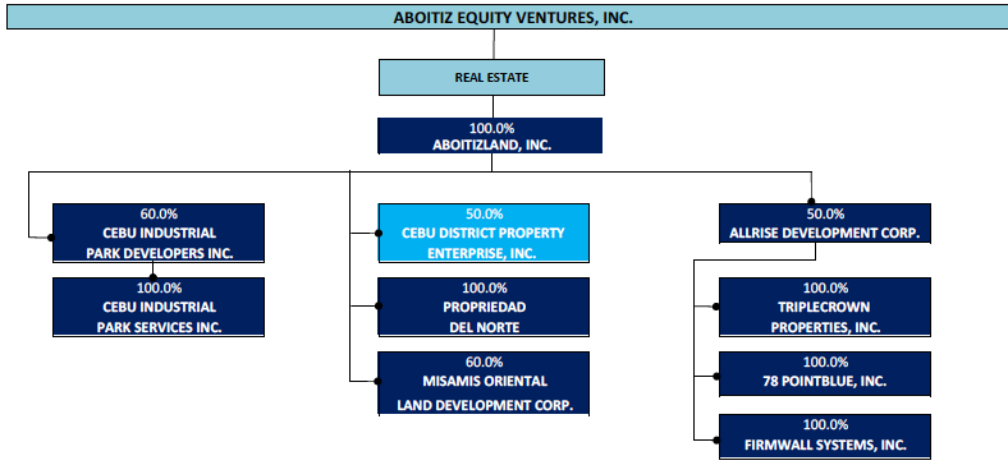 ABOITIZ EQUITY VENTURES, INC.
REAL ESTATE
100.0%
ABOITIZLAND, INC.
60.0%
CEBU INDUSTRIAL
PARK DEVELOPERS INC.
100.0%
CEBU INDUSTRIAL
PARK SERVICES INC.
50.0%
CEBU DISTRICT PROPERTY
ENTERPRISE, INC.
100.0%
PROPRIEDAD
DEL NORTE
60.0%
MISAMIS ORIENTAL
LAND DEVELOPMENT CORP.
50.0%
ALLRISE DEVELOPMENT CORP.
100.0%
TRIPLECROWN
PROPERTIES, INC.
100.0%
78 POINTBLUE, INC.
100.0%
FIRMWALL SYSTEMS, INC.